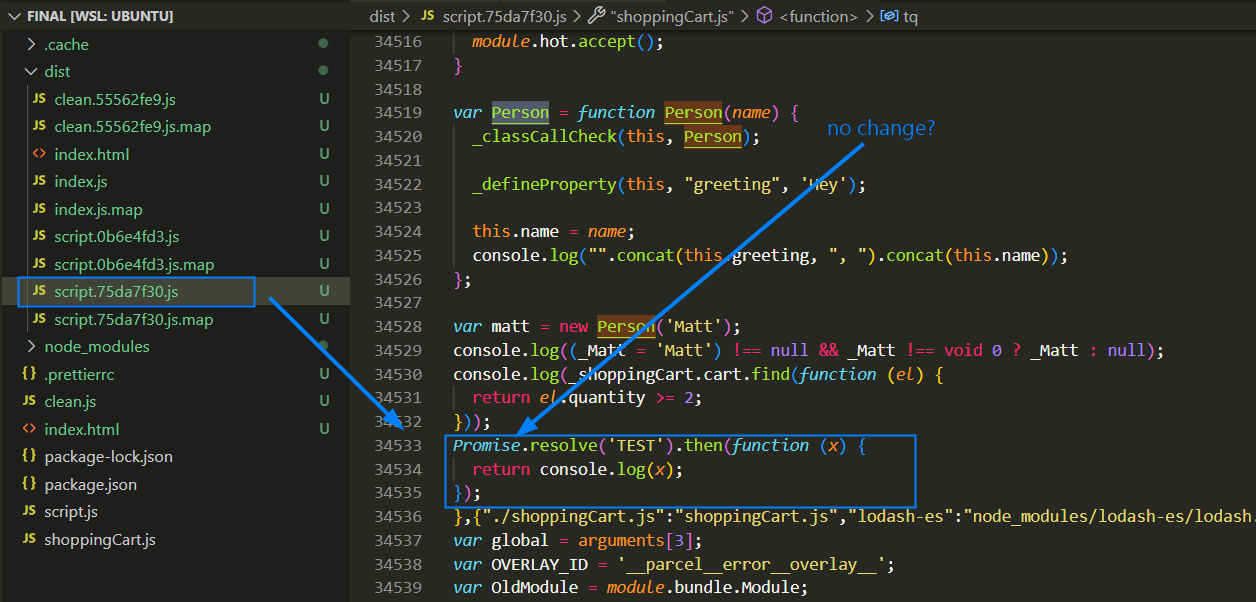 FINAL [WSL: UBUNTU]
.cache
dist
JS clean.55562fe9.js U
JS clean.55562fe9.js.map U
<> index.html U
JS index.js U
JS index.js.map U
JS script.0b6e4fd3.js U
JS script.0b6e4fd3.js.map U
JS script.75da7f30.js U
JS script.75da7f30.js.map U
node_modules
{} .prettierrc U
JS clean.js U
<> index.html U
{} package-lock.json
{} package.json
JS script.js
JS shoppingCart.js
dist > JS script.75da7f30.js > "shoppingCart.js" > <function> > tq
34516 module.hot.accept();
34517 }
34518
34519 var Person = function Person(name) {
34520 _classCallCheck(this, Person);
no change?
34521
34522 _defineProperty(this, "greeting", 'Hey');
34523
34524 this.name = name;
34525 console.log("".concat(this.greeting, ", ").concat(this.name));
34526 };
34527
34528 var matt = new Person('Matt');
34529 console.log((_Matt = 'Matt') !== null && _Matt !== void 0 ? _Matt : null);
34530 console.log(_shoppingCart.cart.find(function (el) {
34531 return el.quantity >= 2;
34532 }));
34533 Promise.resolve('TEST').then(function (x) {
34534 return console.log(x);
34535 });
34536 },{"./shoppingCart.js":"shoppingCart.js","lodash-es":"node_modules/lodash-es/lodash.
34537 var global = arguments[3];
34538 var OVERLAY_ID = '__parcel__error__overlay__';
34539 var OldModule = module.bundle.Module;